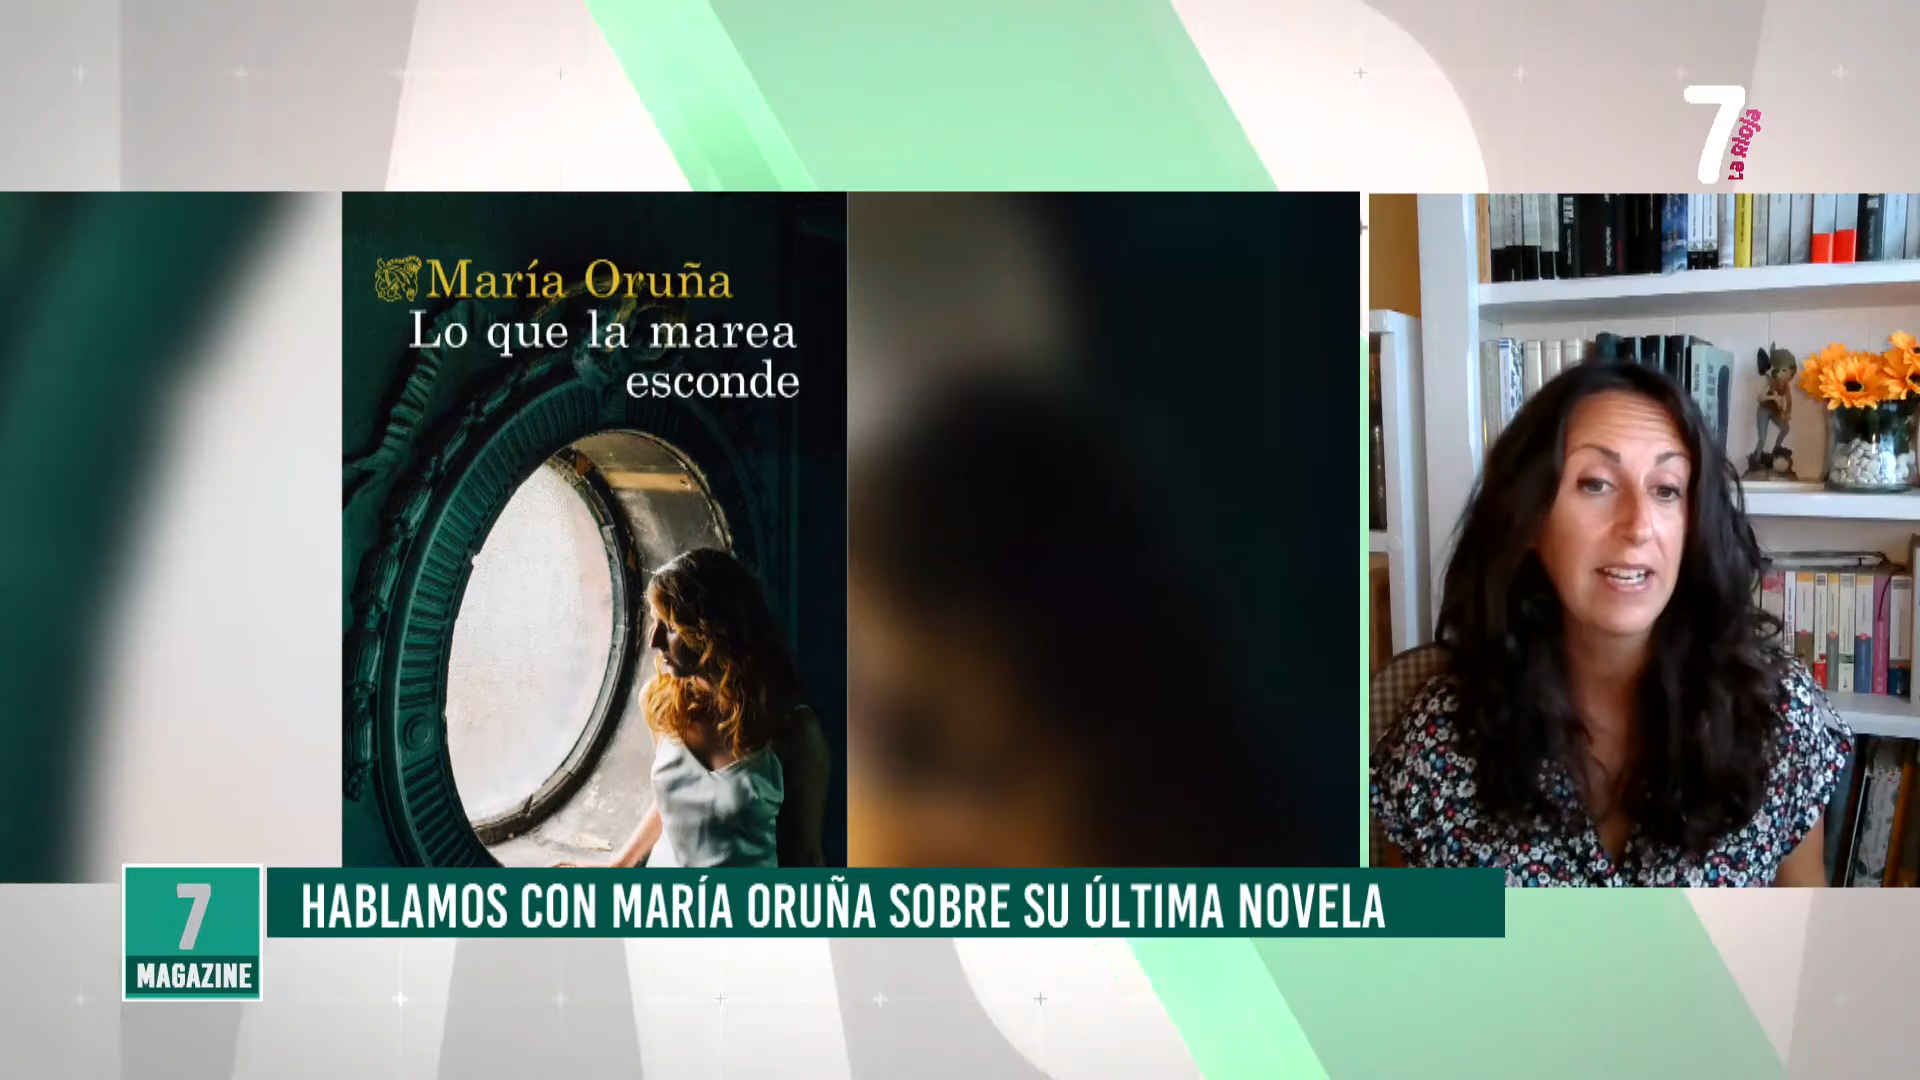 7
La Rioja
María Oruña
Lo que la marea
esconde
7
MAGAZINE
HABLAMOS CON MARÍA ORUÑA SOBRE SU ÚLTIMA NOVELA